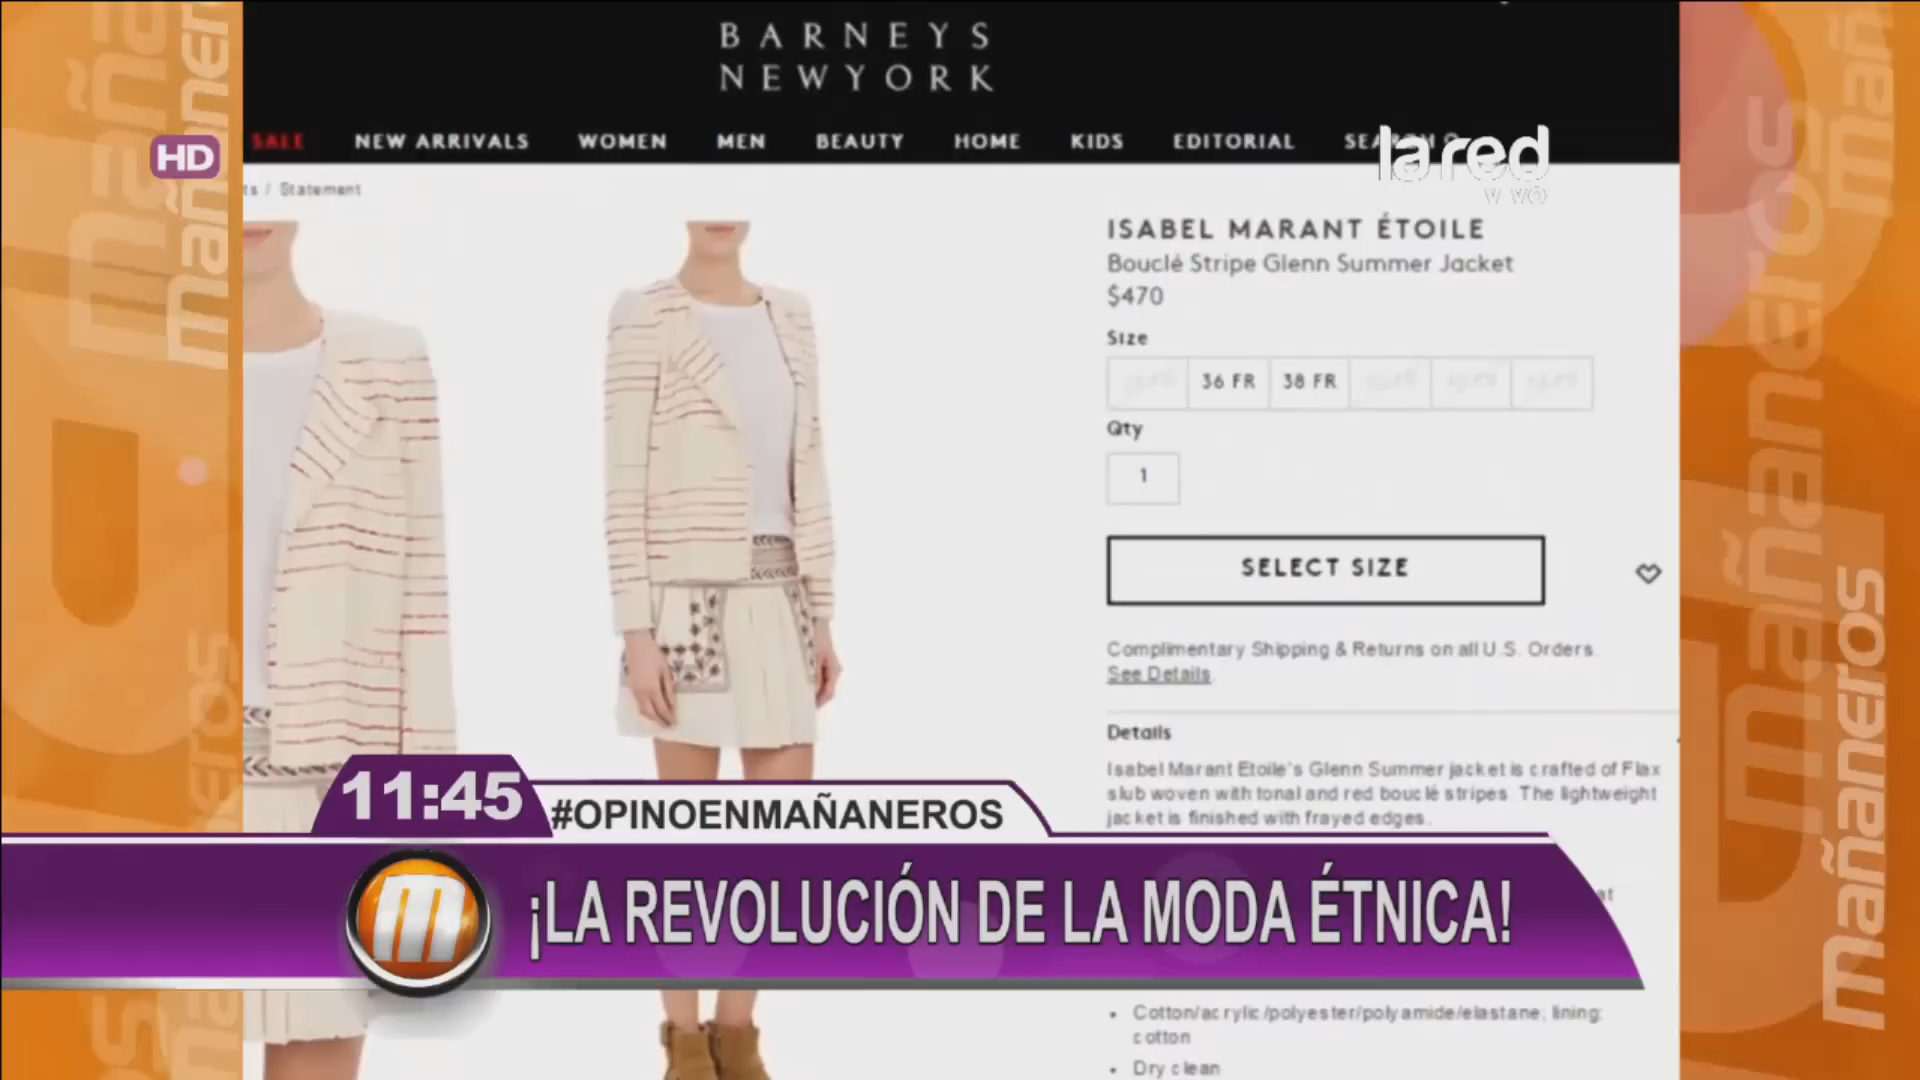 BARNEYS
NEWYORK
SALE NEW ARRIVALS WOMEN MEN BEAUTY HOME KIDS EDITORIAL
HD
la red
VIVO
/ Statement
ISABEL MARANT ÉTOILE
Bouclé Stripe Glenn Summer Jacket
$470
Size
36 FR 38 FR
Qty
1
SELECT SIZE
Complimentary Shipping & Returns on all U.S. Orders.
See Details.
Details
Isabel Marant Etoile's Glenn Summer jacket is crafted of Flax
slub woven with tonal and red bouclé stripes. The lightweight
jacket is finished with frayed edges.
11:45
#OPINOENMAÑANEROS
m
¡LA REVOLUCIÓN DE LA MODA ÉTNICA!
• Cotton/acrylic/polyester/polyamide/elastane; lining:
cotton
• Dry clean
mañaneros
mañaneros
mañaneros
mañaneros